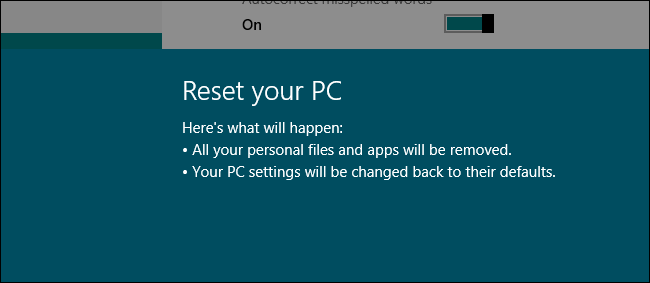 Autocorrect misspelled words
On
Reset your PC
Here's what will happen:
• All your personal files and apps will be removed.
• Your PC settings will be changed back to their defaults.